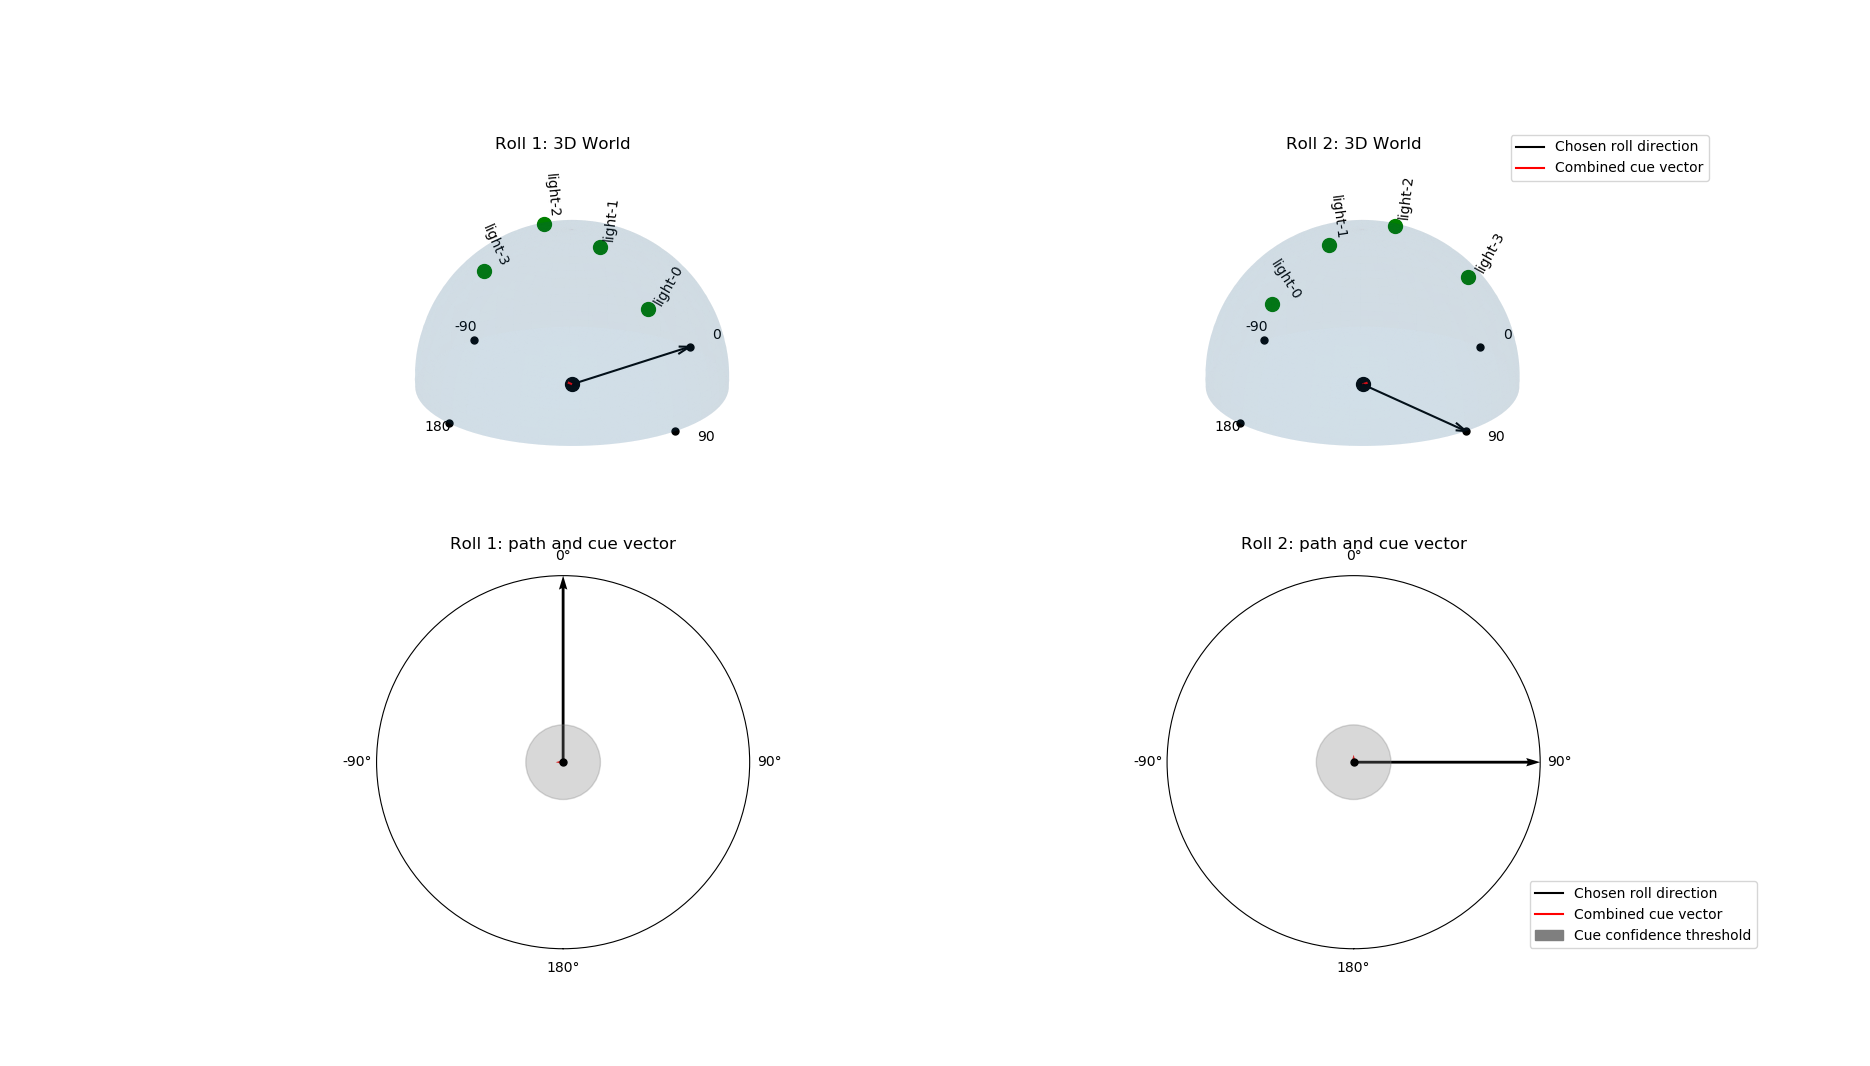 Roll 1: 3D World
light-2
light-1
light-3
light-0
-90
0
180
90
Roll 2: 3D World
light-2
light-1
light-3
light-0
-90
0
180
90
Chosen roll direction
Combined cue vector
Roll 1: path and cue vector
0°
-90°
90°
180°
Roll 2: path and cue vector
0°
-90°
90°
180°
Chosen roll direction
Combined cue vector
Cue confidence threshold